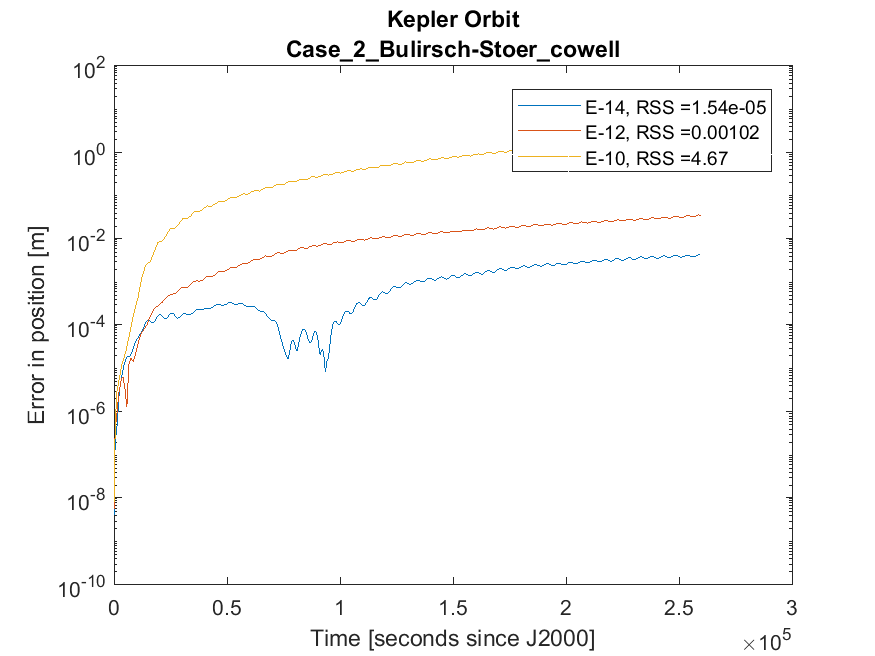 Kepler Orbit
Case_2_Bulirsch-Stoer_cowell
E-14, RSS =1.54e-05
E-12, RSS =0.00102
E-10, RSS =4.67
Error in position [m]
10^2
10^0
10^-2
10^-4
10^-6
10^-8
10^-10
0 0.5 1 1.5 2 2.5 3
Time [seconds since J2000]
×10^5